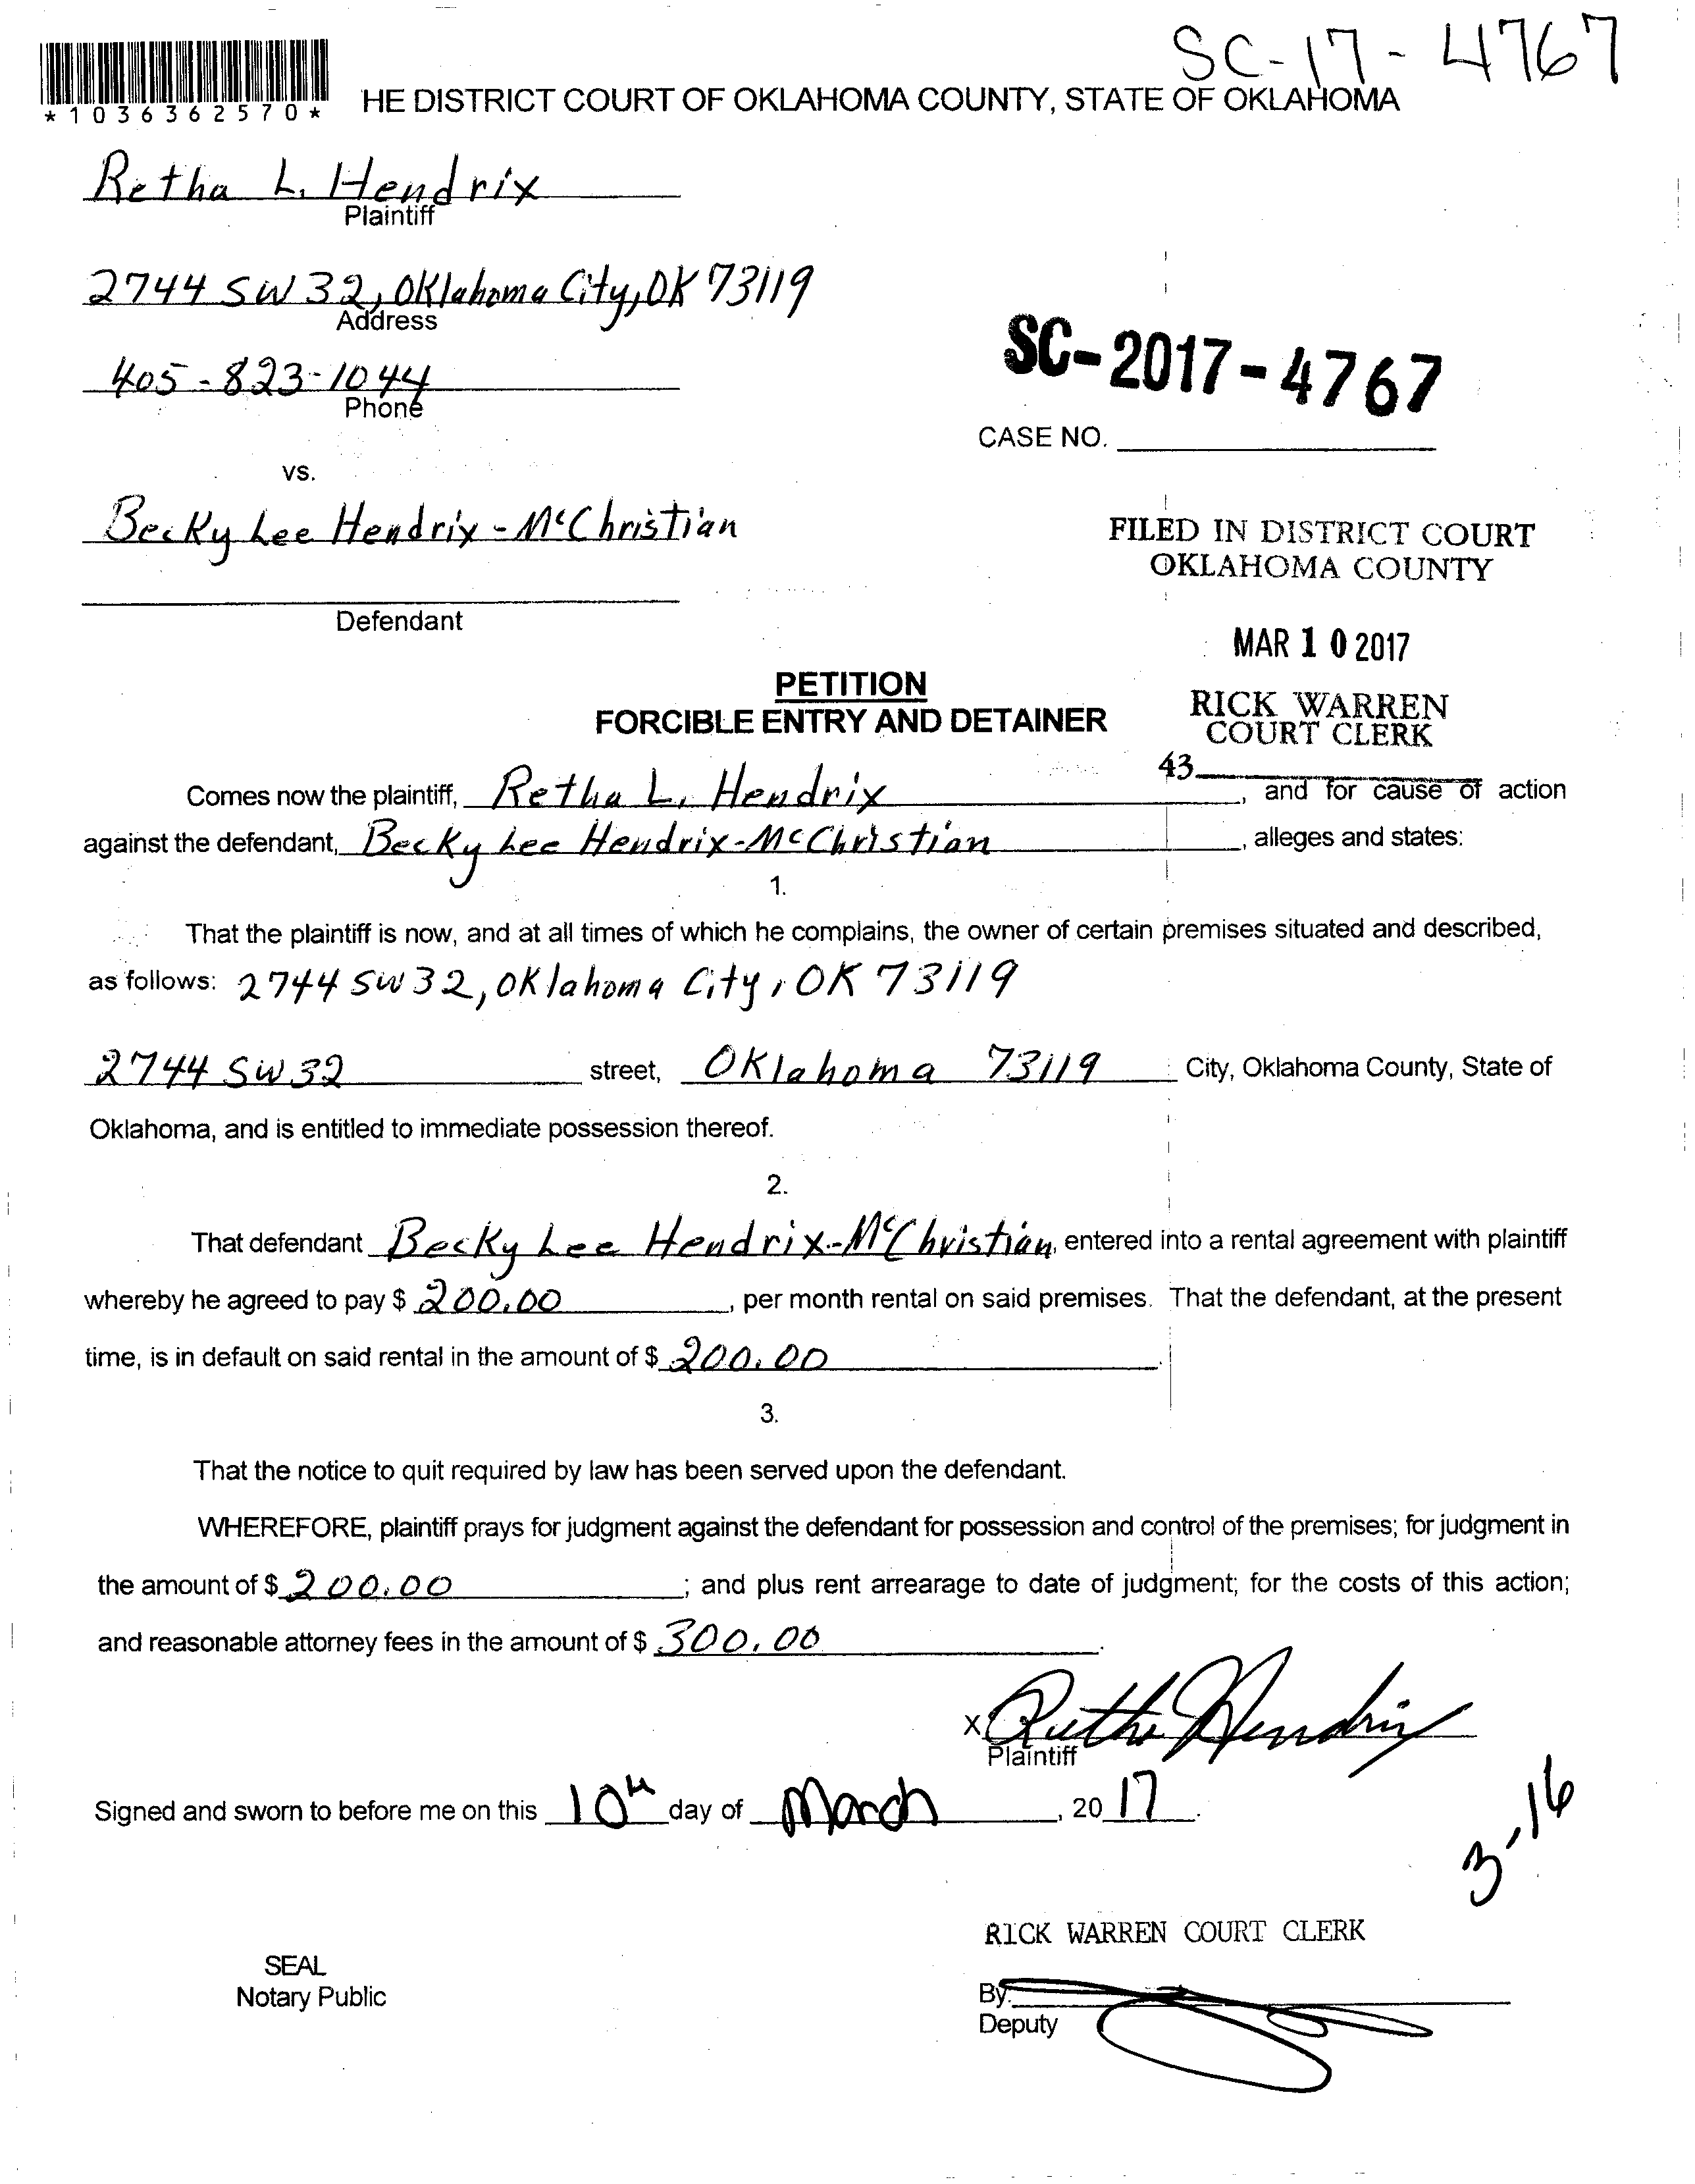 SC-17-4767
*1036362570*
HE DISTRICT COURT OF OKLAHOMA COUNTY, STATE OF OKLAHOMA
Retha L. Hendrix
Plaintiff
2744 SW 32, Oklahoma City, OK 73119
Address
405-823-1044
Phone
SC-2017-4767
CASE NO.
vs.
Becky Lee Hendrix-McChristian
Defendant
FILED IN DISTRICT COURT
OKLAHOMA COUNTY
MAR 10 2017
RICK WARREN
COURT CLERK
43
PETITION
FORCIBLE ENTRY AND DETAINER
Comes now the plaintiff, Retha L. Hendrix, and for cause of action
against the defendant, Becky Lee Hendrix-McChristian, alleges and states:
1.
That the plaintiff is now, and at all times of which he complains, the owner of certain premises situated and described,
as follows: 2744 SW 32, Oklahoma City, OK 73119
2744 SW 32 street, Oklahoma 73119 City, Oklahoma County, State of
Oklahoma, and is entitled to immediate possession thereof.
2.
That defendant Becky Lee Hendrix-McChristian, entered into a rental agreement with plaintiff
whereby he agreed to pay $ 200.00, per month rental on said premises. That the defendant, at the present
time, is in default on said rental in the amount of $ 200.00.
3.
That the notice to quit required by law has been served upon the defendant.
WHEREFORE, plaintiff prays for judgment against the defendant for possession and control of the premises; for judgment in
the amount of $ 200.00; and plus rent arrearage to date of judgment; for the costs of this action;
and reasonable attorney fees in the amount of $ 300.00.
X Retha Hendrix
Plaintiff
Signed and sworn to before me on this 10th day of March, 20 17.
3-16
RICK WARREN COURT CLERK
SEAL
Notary Public
By:
Deputy